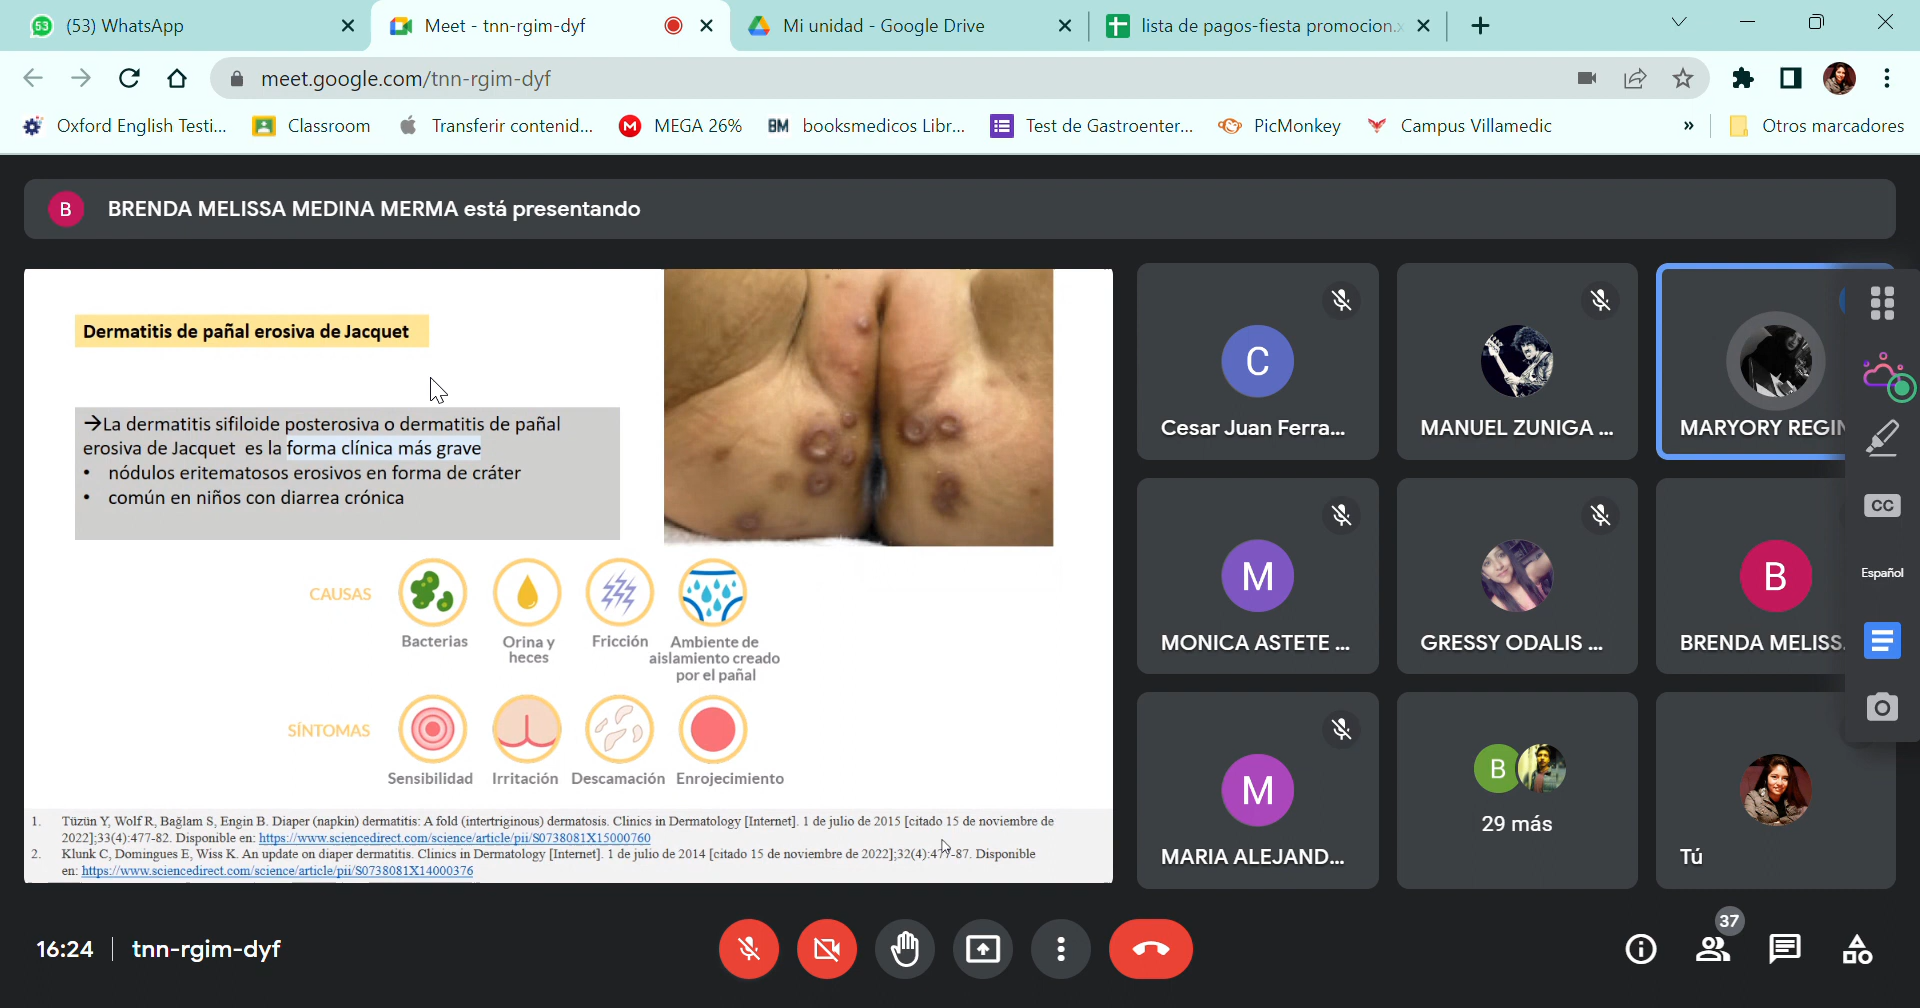 53 (53) WhatsApp
Meet - tnn-rgim-dyf
Mi unidad - Google Drive
lista de pagos-fiesta promocion.x
meet.google.com/tnn-rgim-dyf
Oxford English Testi...
Classroom
Transferir contenid...
M MEGA 26%
BM booksmedicos Libr...
Test de Gastroenter...
PicMonkey
Campus Villamedic
»
Otros marcadores
B BRENDA MELISSA MEDINA MERMA está presentando
Dermatitis de pañal erosiva de Jacquet
→La dermatitis sifiloide posterosiva o dermatitis de pañal
erosiva de Jacquet es la forma clínica más grave
• nódulos eritematosos erosivos en forma de cráter
• común en niños con diarrea crónica
CAUSAS
Bacterias
Orina y
heces
Fricción
Ambiente de
aislamiento creado
por el pañal
SÍNTOMAS
Sensibilidad
Irritación
Descamación
Enrojecimiento
1. Tüzün Y, Wolf R, Bağlam S, Engin B. Diaper (napkin) dermatitis: A fold (intertriginous) dermatosis. Clinics in Dermatology [Internet]. 1 de julio de 2015 [citado 15 de noviembre de
2022];33(4):477-82. Disponible en: https://www.sciencedirect.com/science/article/pii/S0738081X15000760
2. Klunk C, Domingues E, Wiss K. An update on diaper dermatitis. Clinics in Dermatology [Internet]. 1 de julio de 2014 [citado 15 de noviembre de 2022];32(4):477-87. Disponible
en: https://www.sciencedirect.com/science/article/pii/S0738081X14000376
C
Cesar Juan Ferra...
MANUEL ZUNIGA ...
MARYORY REGIN
M
MONICA ASTETE ...
GRESSY ODALIS ...
B
BRENDA MELISS.
M
MARIA ALEJAND...
B
29 más
Tú
CC
Español
16:24
tnn-rgim-dyf
37